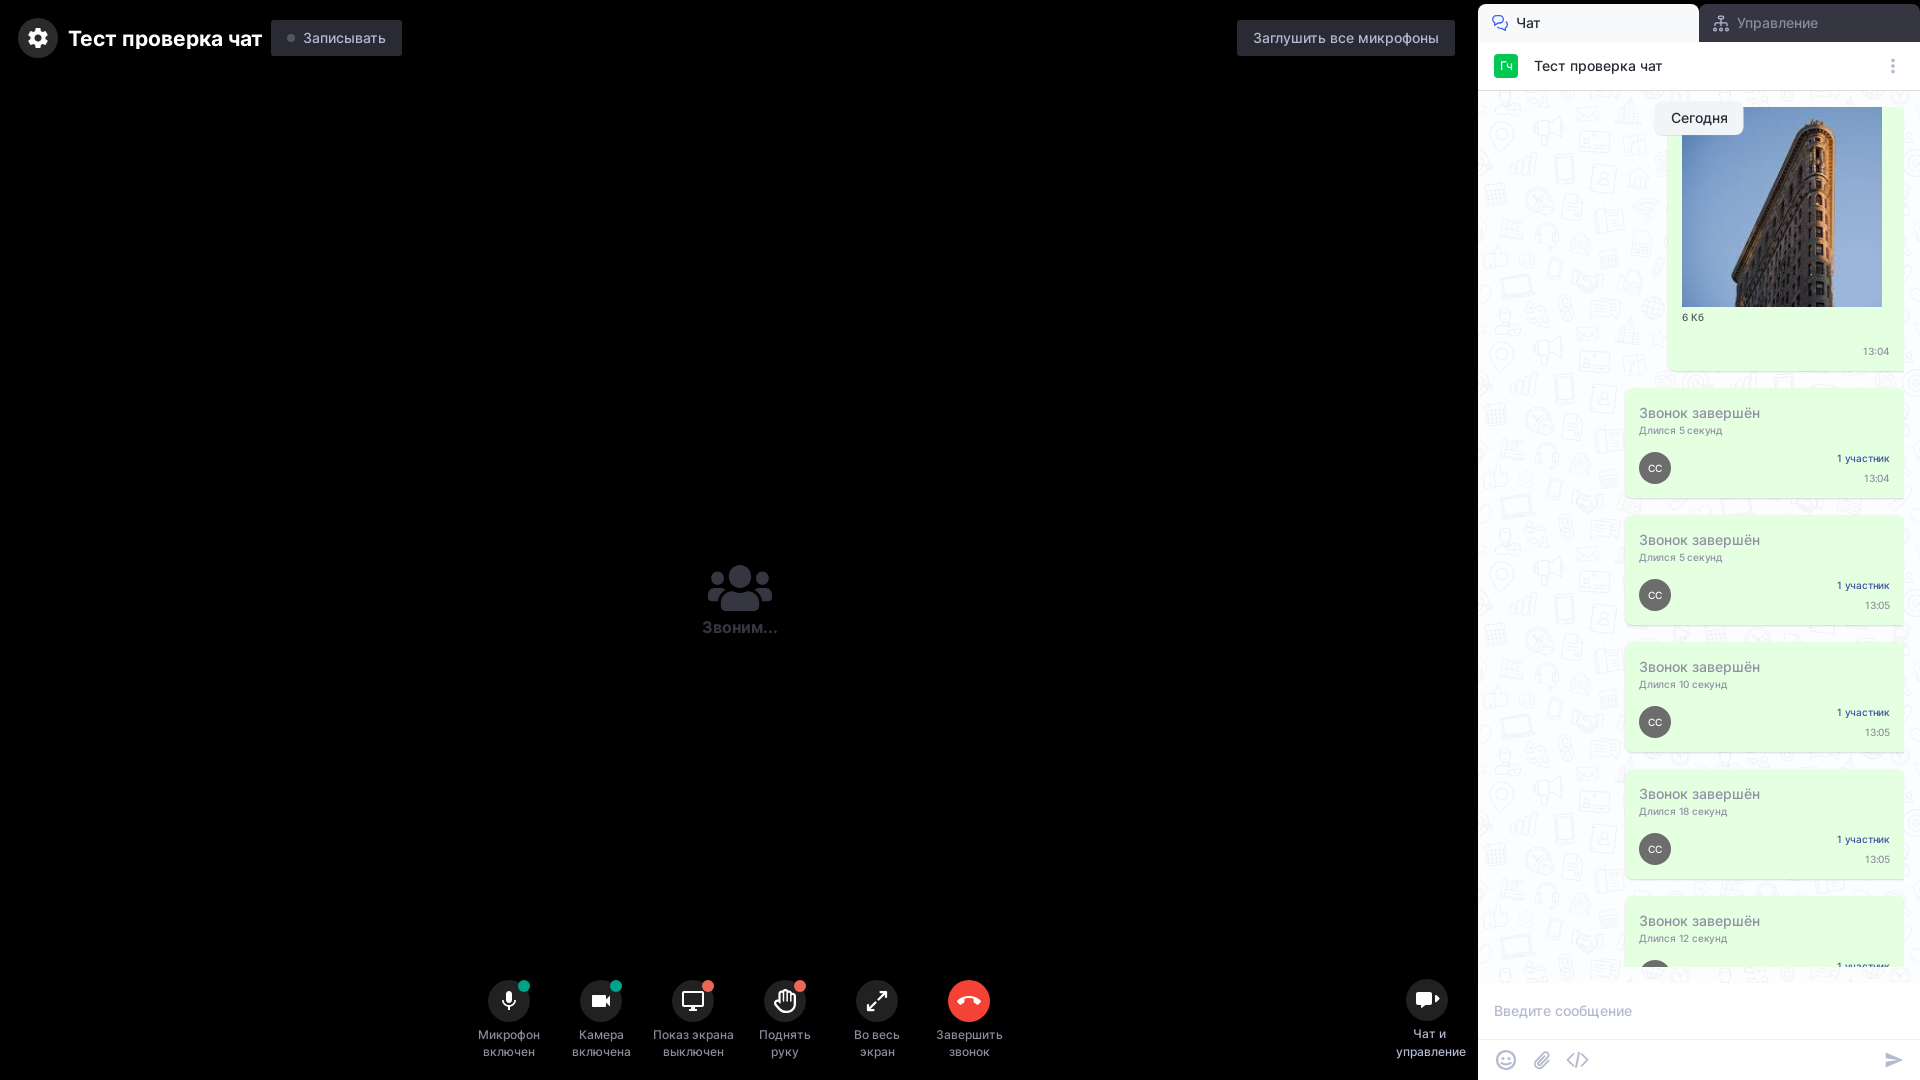 Тест проверка чат
Записывать
Заглушить все микрофоны
Звоним...
Микрофон
включен
Камера
включена
Показ экрана
выключен
Поднять
руку
Во весь
экран
Завершить
звонок
Чат и
управление
Чат
Управление
Гч
Тест проверка чат
Сегодня
6 Кб
13:04
Звонок завершён
Длился 5 секунд
1 участник
СС
13:04
Звонок завершён
Длился 5 секунд
1 участник
СС
13:05
Звонок завершён
Длился 10 секунд
1 участник
СС
13:05
Звонок завершён
Длился 18 секунд
1 участник
СС
13:05
Звонок завершён
Длился 12 секунд
1 участник
Введите сообщение